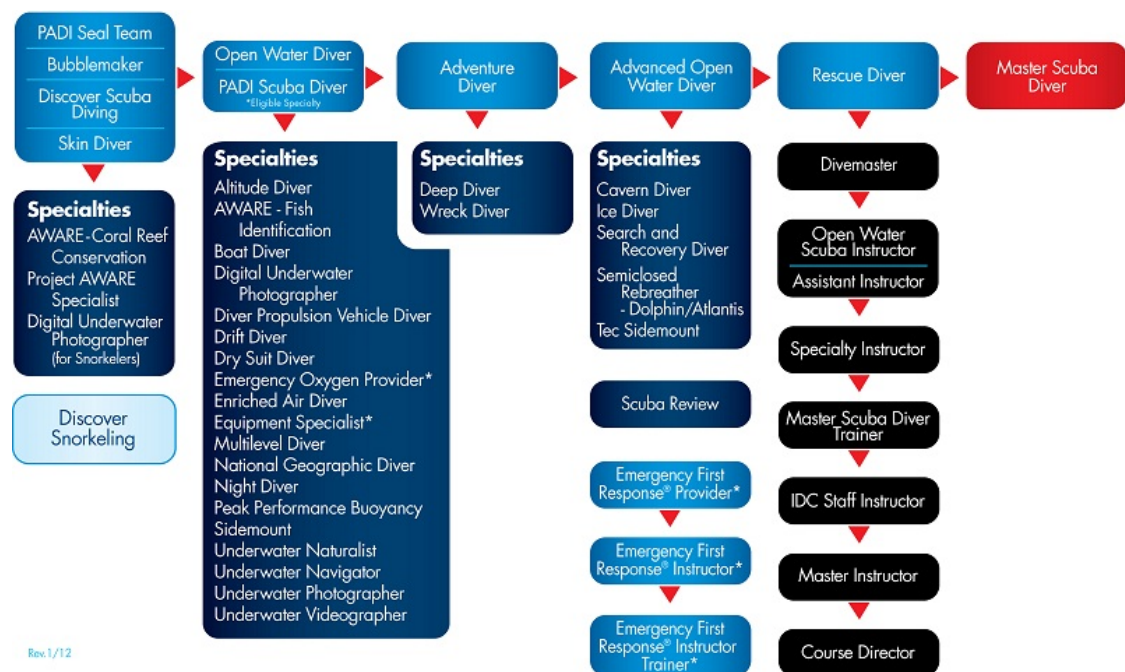 PADI Seal Team
Bubblemaker
Discover Scuba
Diving
Skin Diver
Specialties
AWARE-Coral Reef
Conservation
Project AWARE
Specialist
Digital Underwater
Photographer
(for Snorkelers)
Discover
Snorkeling
Open Water Diver
PADI Scuba Diver
*Eligible Specialty
Specialties
Altitude Diver
AWARE - Fish
Identification
Boat Diver
Digital Underwater
Photographer
Diver Propulsion Vehicle Diver
Drift Diver
Dry Suit Diver
Emergency Oxygen Provider*
Enriched Air Diver
Equipment Specialist*
Multilevel Diver
National Geographic Diver
Night Diver
Peak Performance Buoyancy
Sidemount
Underwater Naturalist
Underwater Navigator
Underwater Photographer
Underwater Videographer
Adventure
Diver
Specialties
Deep Diver
Wreck Diver
Advanced Open
Water Diver
Specialties
Cavern Diver
Ice Diver
Search and
Recovery Diver
Semiclosed
Rebreather
- Dolphin/Atlantis
Tec Sidemount
Scuba Review
Emergency First
Response® Provider*
Emergency First
Response® Instructor*
Emergency First
Response® Instructor
Trainer*
Rescue Diver
Divemaster
Open Water
Scuba Instructor
Assistant Instructor
Specialty Instructor
Master Scuba Diver
Trainer
IDC Staff Instructor
Master Instructor
Course Director
Master Scuba
Diver
Rev.1/12